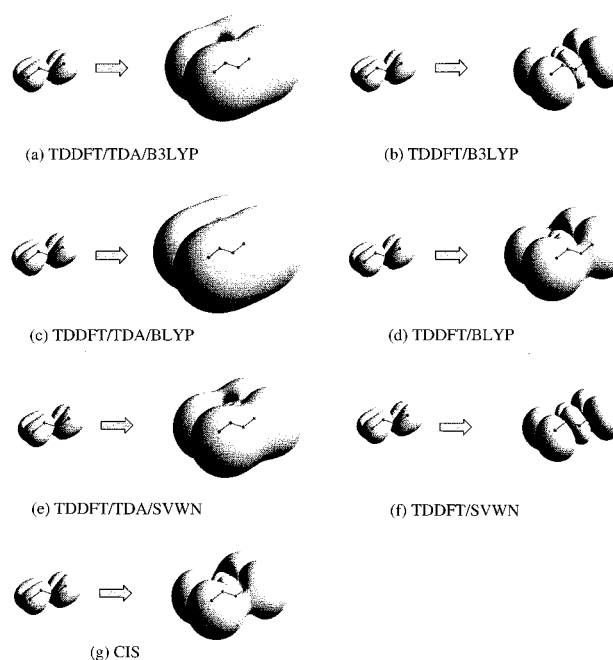 (a) TDDFT/TDA/B3LYP
(b) TDDFT/B3LYP
(c) TDDFT/TDA/BLYP
(d) TDDFT/BLYP
(e) TDDFT/TDA/SVWN
(f) TDDFT/SVWN
(g) CIS